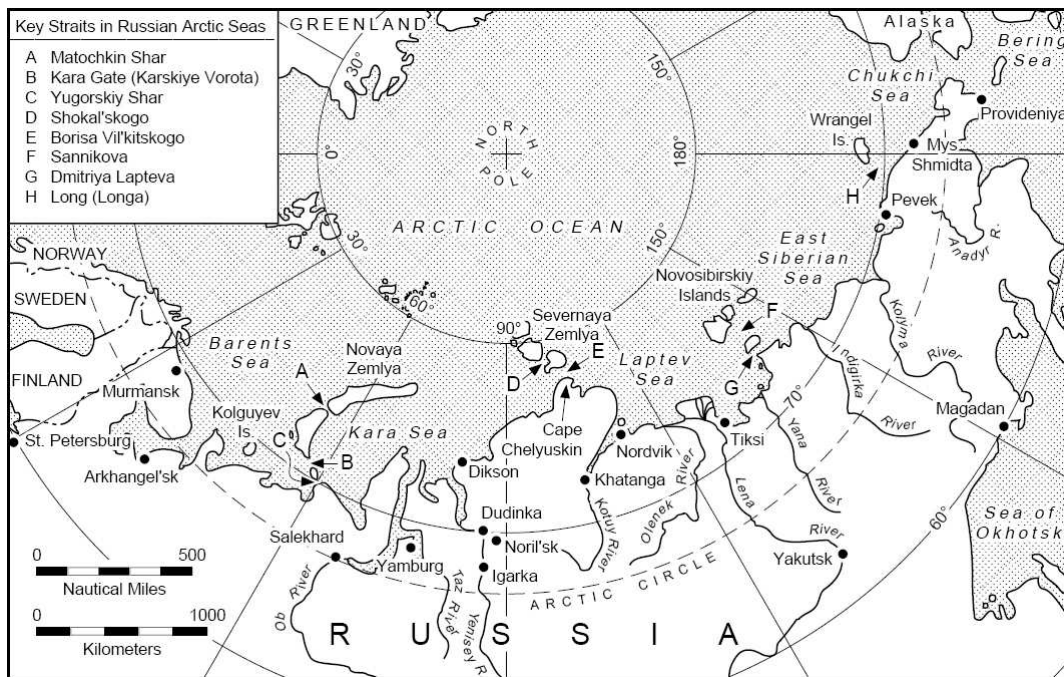 Key Straits in Russian Arctic Seas
A Matochkin Shar
B Kara Gate (Karskiye Vorota)
C Yugorskiy Shar
D Shokal'skogo
E Borisa Vil'kitskogo
F Sannikova
G Dmitriya Lapteva
H Long (Longa)
GREENLAND
Alaska
Bering
Sea
Chukchi
Sea
Provideniya
Wrangel
Is.
Mys
Shmidta
H
Pevek
Anadyr R.
30°
0°
30°
60°
90°
150°
180°
150°
NORTH
POLE
ARCTIC OCEAN
East
Siberian
Sea
Novosibirskiy
Islands
F
G
Severnaya
Zemlya
D
E
Laptev
Sea
Cape
Chelyuskin
NORWAY
SWEDEN
FINLAND
Barents
Sea
Novaya
Zemlya
Murmansk
A
Kolguyev
Is.
C
B
Kara Sea
St. Petersburg
Arkhangel'sk
Dikson
Nordvik
Khatanga
Tiksi
70°
Kolyma
River
Indigirka
River
Magadan
Yana
River
Lena
River
Olenek
River
Kotuy River
Yakutsk
60°
Sea of
Okhotsk
Dudinka
Noril'sk
Igarka
Salekhard
Yamburg
Ob River
Taz River
Yenisey R.
ARCTIC CIRCLE
RUSSIA
0 500
Nautical Miles
0 1000
Kilometers